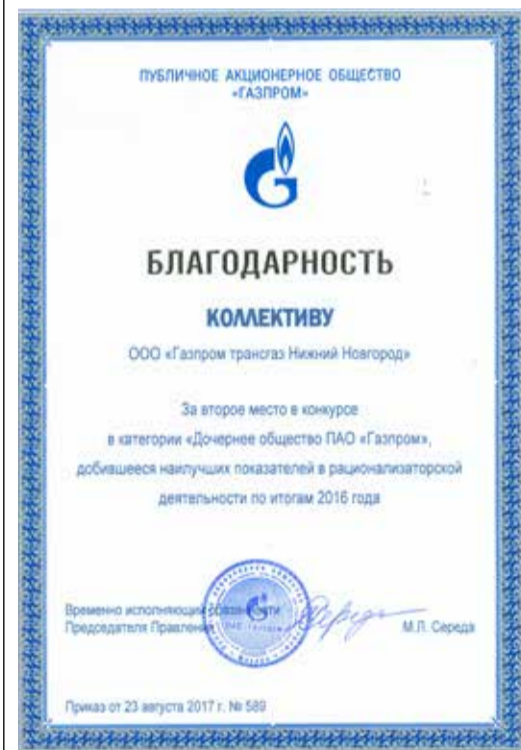 ПУБЛИЧНОЕ АКЦИОНЕРНОЕ ОБЩЕСТВО
«ГАЗПРОМ»
БЛАГОДАРНОСТЬ
КОЛЛЕКТИВУ
ООО «Газпром трансгаз Нижний Новгород»
За второе место в конкурсе
в категории «Дочернее общество ПАО «Газпром»,
добившееся наилучших показателей в рационализаторской
деятельности по итогам 2016 года
Временно исполняющий обязанности
Председателя Правления
М.Л. Середа
Приказ от 23 августа 2017 г. № 589